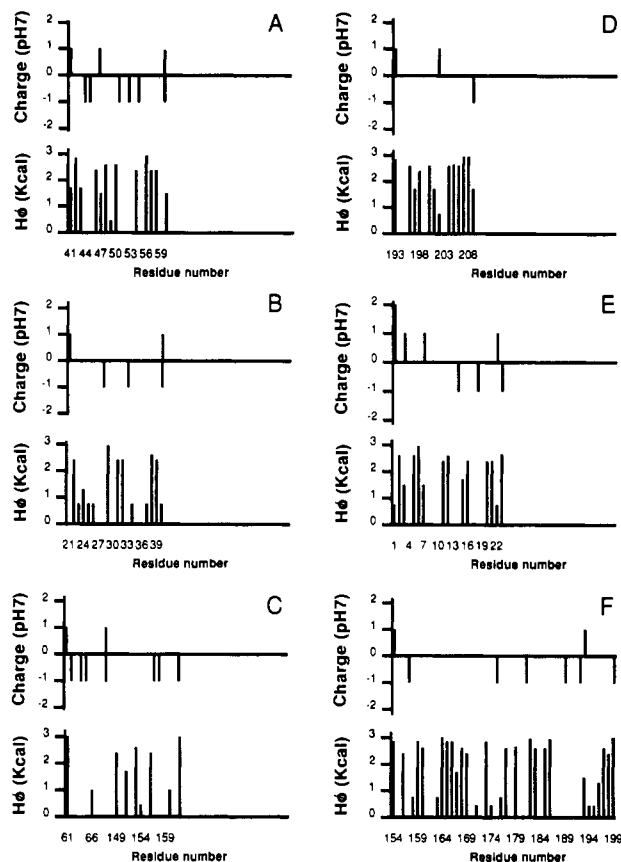 A
Charge (pH7)
2
1
0
-1
-2
Hø (Kcal)
3
2
1
0
41 44 47 50 53 56 59
Residue number
B
Charge (pH7)
2
1
0
-1
-2
Hø (Kcal)
3
2
1
0
21 24 27 30 33 36 39
Residue number
C
Charge (pH7)
2
1
0
-1
-2
Hø (Kcal)
3
2
1
0
61 66 149 154 159
Residue number
D
Charge (pH7)
2
1
0
-1
-2
Hø (Kcal)
3
2
1
0
193 198 203 208
Residue number
E
Charge (pH7)
2
1
0
-1
-2
Hø (Kcal)
3
2
1
0
1 4 7 10 13 16 19 22
Residue number
F
Charge (pH7)
2
1
0
-1
-2
Hø (Kcal)
3
2
1
0
154 159 164 169 174 179 184 189 194 199
Residue number